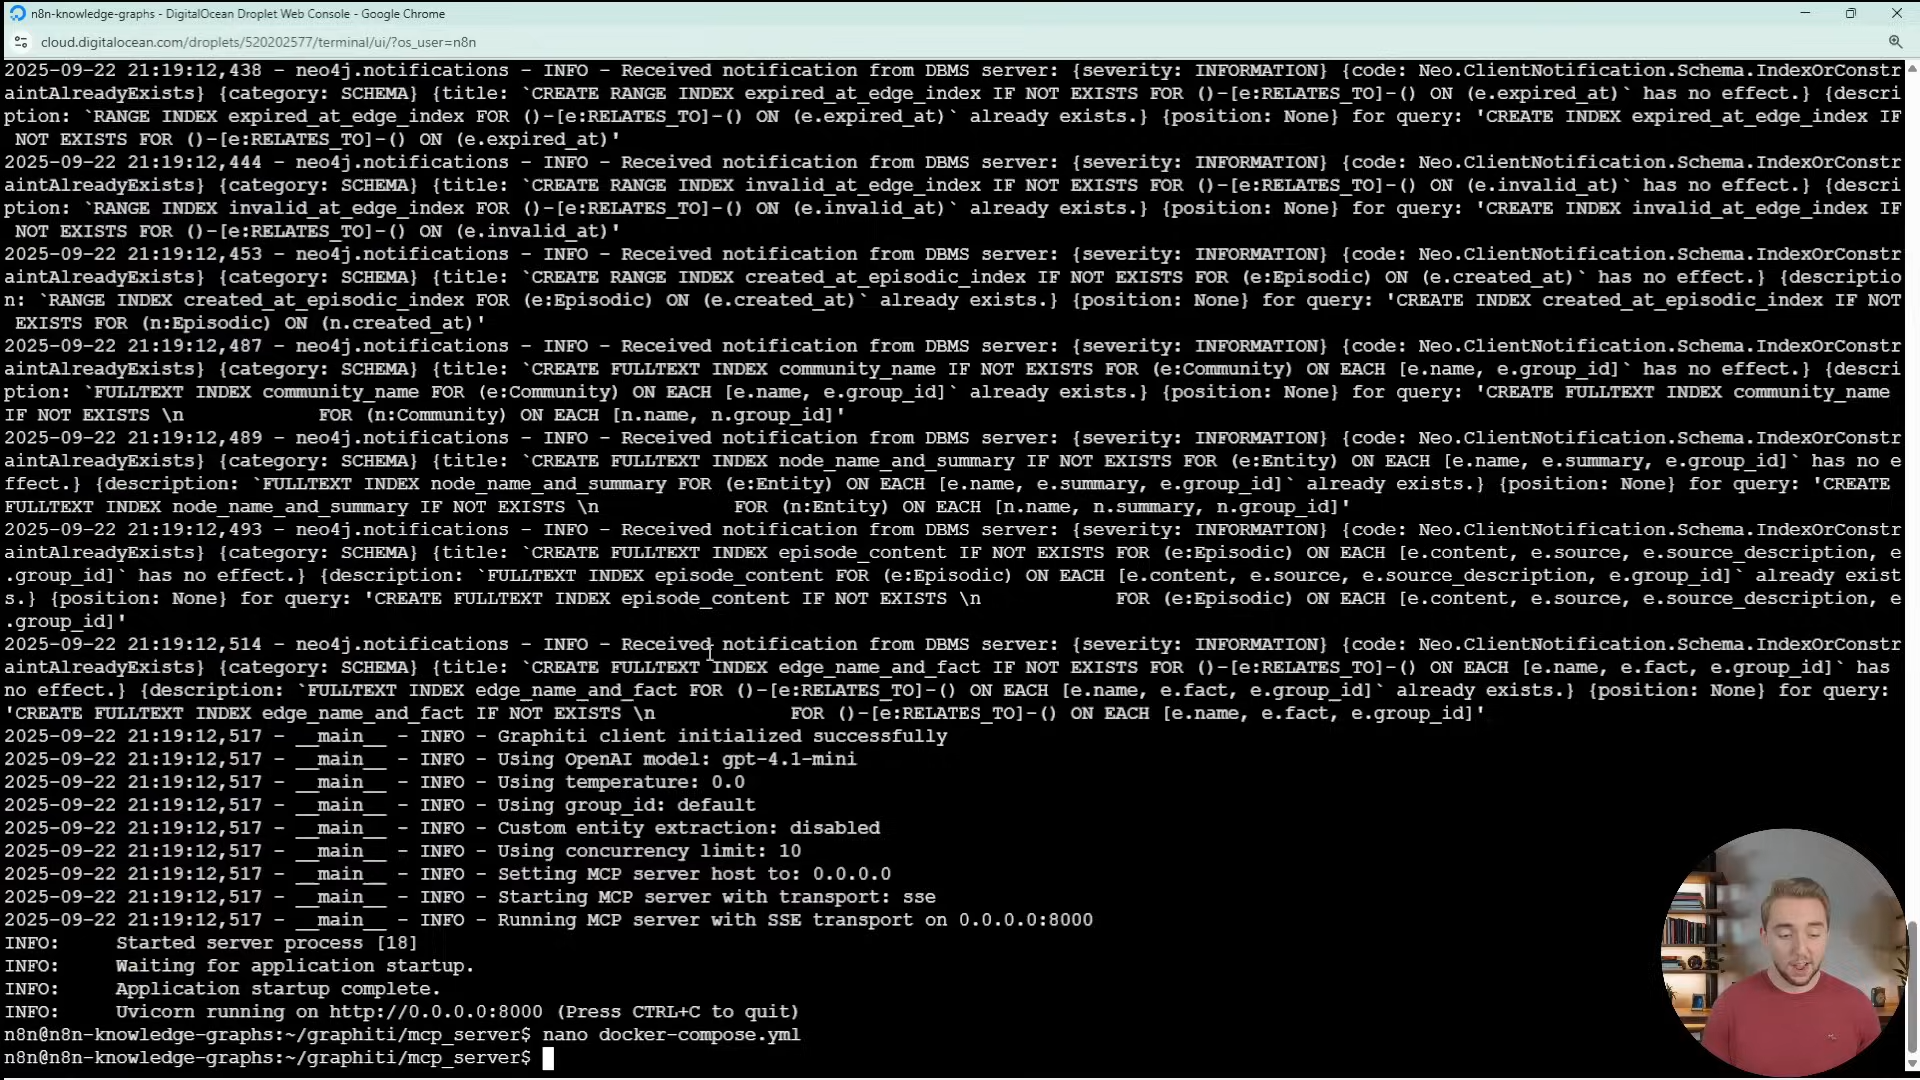 n8n-knowledge-graphs - DigitalOcean Droplet Web Console - Google Chrome
cloud.digitalocean.com/droplets/520202577/terminal/ui/?os_user=n8n
2025-09-22 21:19:12,438 - neo4j.notifications - INFO - Received notification from DBMS server: {severity: INFORMATION} {code: Neo.ClientNotification.Schema.IndexOrConstr
aintAlreadyExists} {category: SCHEMA} {title: `CREATE RANGE INDEX expired_at_edge_index IF NOT EXISTS FOR ()-[e:RELATES_TO]-() ON (e.expired_at)` has no effect.} {descri
ption: `RANGE INDEX expired_at_edge_index FOR ()-[e:RELATES_TO]-() ON (e.expired_at)` already exists.} {position: None} for query: 'CREATE INDEX expired_at_edge_index IF
NOT EXISTS FOR ()-[e:RELATES_TO]-() ON (e.expired_at)'
2025-09-22 21:19:12,444 - neo4j.notifications - INFO - Received notification from DBMS server: {severity: INFORMATION} {code: Neo.ClientNotification.Schema.IndexOrConstr
aintAlreadyExists} {category: SCHEMA} {title: `CREATE RANGE INDEX invalid_at_edge_index IF NOT EXISTS FOR ()-[e:RELATES_TO]-() ON (e.invalid_at)` has no effect.} {descri
ption: `RANGE INDEX invalid_at_edge_index FOR ()-[e:RELATES_TO]-() ON (e.invalid_at)` already exists.} {position: None} for query: 'CREATE INDEX invalid_at_edge_index IF
NOT EXISTS FOR ()-[e:RELATES_TO]-() ON (e.invalid_at)'
2025-09-22 21:19:12,453 - neo4j.notifications - INFO - Received notification from DBMS server: {severity: INFORMATION} {code: Neo.ClientNotification.Schema.IndexOrConstr
aintAlreadyExists} {category: SCHEMA} {title: `CREATE RANGE INDEX created_at_episodic_index IF NOT EXISTS FOR (e:Episodic) ON (e.created_at)` has no effect.} {descriptio
n: `RANGE INDEX created_at_episodic_index FOR (e:Episodic) ON (e.created_at)` already exists.} {position: None} for query: 'CREATE INDEX created_at_episodic_index IF NOT
EXISTS FOR (n:Episodic) ON (n.created_at)'
2025-09-22 21:19:12,487 - neo4j.notifications - INFO - Received notification from DBMS server: {severity: INFORMATION} {code: Neo.ClientNotification.Schema.IndexOrConstr
aintAlreadyExists} {category: SCHEMA} {title: `CREATE FULLTEXT INDEX community_name IF NOT EXISTS FOR (e:Community) ON EACH [e.name, e.group_id]` has no effect.} {descri
ption: `FULLTEXT INDEX community_name FOR (e:Community) ON EACH [e.name, e.group_id]` already exists.} {position: None} for query: 'CREATE FULLTEXT INDEX community_name
IF NOT EXISTS \n            FOR (n:Community) ON EACH [n.name, n.group_id]'
2025-09-22 21:19:12,489 - neo4j.notifications - INFO - Received notification from DBMS server: {severity: INFORMATION} {code: Neo.ClientNotification.Schema.IndexOrConstr
aintAlreadyExists} {category: SCHEMA} {title: `CREATE FULLTEXT INDEX node_name_and_summary IF NOT EXISTS FOR (e:Entity) ON EACH [e.name, e.summary, e.group_id]` has no e
ffect.} {description: `FULLTEXT INDEX node_name_and_summary FOR (e:Entity) ON EACH [e.name, e.summary, e.group_id]` already exists.} {position: None} for query: 'CREATE
FULLTEXT INDEX node_name_and_summary IF NOT EXISTS \n            FOR (n:Entity) ON EACH [n.name, n.summary, n.group_id]'
2025-09-22 21:19:12,493 - neo4j.notifications - INFO - Received notification from DBMS server: {severity: INFORMATION} {code: Neo.ClientNotification.Schema.IndexOrConstr
aintAlreadyExists} {category: SCHEMA} {title: `CREATE FULLTEXT INDEX episode_content IF NOT EXISTS FOR (e:Episodic) ON EACH [e.content, e.source, e.source_description, e
.group_id]` has no effect.} {description: `FULLTEXT INDEX episode_content FOR (e:Episodic) ON EACH [e.content, e.source, e.source_description, e.group_id]` already exist
s.} {position: None} for query: 'CREATE FULLTEXT INDEX episode_content IF NOT EXISTS \n            FOR (e:Episodic) ON EACH [e.content, e.source, e.source_description, e
.group_id]'
2025-09-22 21:19:12,514 - neo4j.notifications - INFO - Received notification from DBMS server: {severity: INFORMATION} {code: Neo.ClientNotification.Schema.IndexOrConstr
aintAlreadyExists} {category: SCHEMA} {title: `CREATE FULLTEXT INDEX edge_name_and_fact IF NOT EXISTS FOR ()-[e:RELATES_TO]-() ON EACH [e.name, e.fact, e.group_id]` has
no effect.} {description: `FULLTEXT INDEX edge_name_and_fact FOR ()-[e:RELATES_TO]-() ON EACH [e.name, e.fact, e.group_id]` already exists.} {position: None} for query:
'CREATE FULLTEXT INDEX edge_name_and_fact IF NOT EXISTS \n            FOR ()-[e:RELATES_TO]-() ON EACH [e.name, e.fact, e.group_id]'
2025-09-22 21:19:12,517 - __main__ - INFO - Graphiti client initialized successfully
2025-09-22 21:19:12,517 - __main__ - INFO - Using OpenAI model: gpt-4.1-mini
2025-09-22 21:19:12,517 - __main__ - INFO - Using temperature: 0.0
2025-09-22 21:19:12,517 - __main__ - INFO - Using group_id: default
2025-09-22 21:19:12,517 - __main__ - INFO - Custom entity extraction: disabled
2025-09-22 21:19:12,517 - __main__ - INFO - Using concurrency limit: 10
2025-09-22 21:19:12,517 - __main__ - INFO - Setting MCP server host to: 0.0.0.0
2025-09-22 21:19:12,517 - __main__ - INFO - Starting MCP server with transport: sse
2025-09-22 21:19:12,517 - __main__ - INFO - Running MCP server with SSE transport on 0.0.0.0:8000
INFO:     Started server process [18]
INFO:     Waiting for application startup.
INFO:     Application startup complete.
INFO:     Uvicorn running on http://0.0.0.0:8000 (Press CTRL+C to quit)
n8n@n8n-knowledge-graphs:~/graphiti/mcp_server$ nano docker-compose.yml
n8n@n8n-knowledge-graphs:~/graphiti/mcp_server$